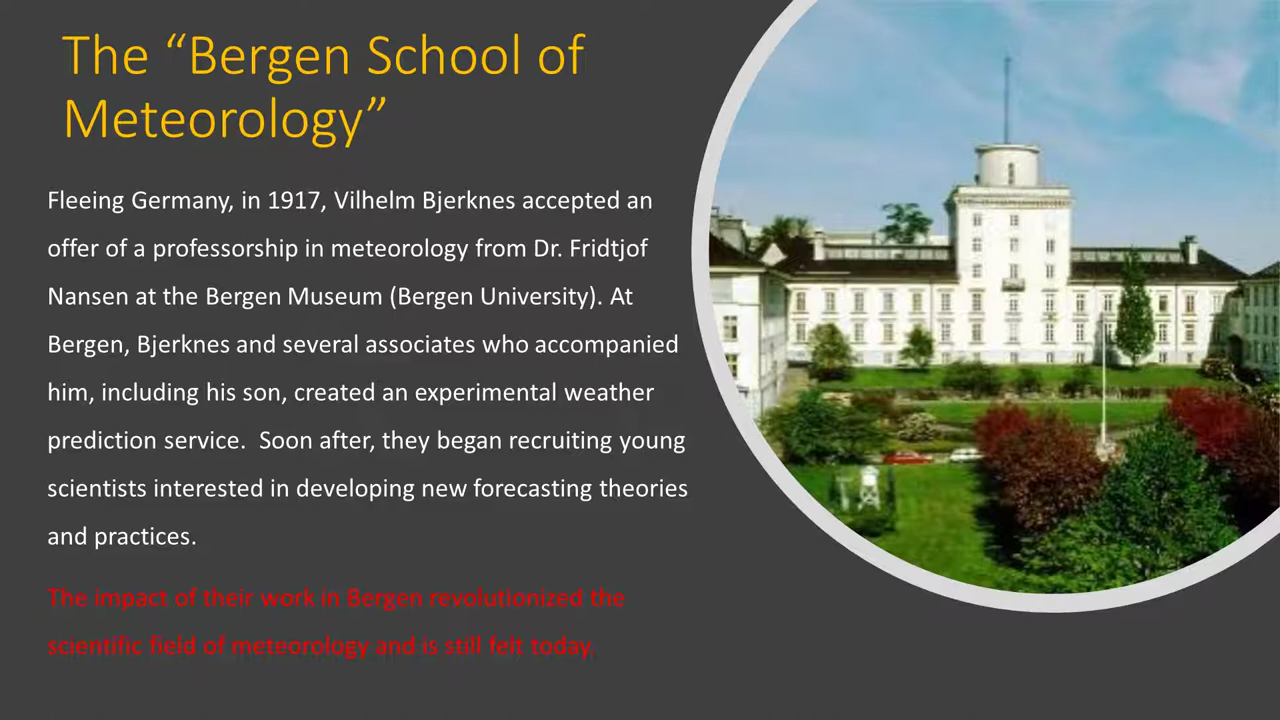 The “Bergen School of
Meteorology”
Fleeing Germany, in 1917, Vilhelm Bjerknes accepted an
offer of a professorship in meteorology from Dr. Fridtjof
Nansen at the Bergen Museum (Bergen University). At
Bergen, Bjerknes and several associates who accompanied
him, including his son, created an experimental weather
prediction service.  Soon after, they began recruiting young
scientists interested in developing new forecasting theories
and practices.
The impact of their work in Bergen revolutionized the
scientific field of meteorology and is still felt today.